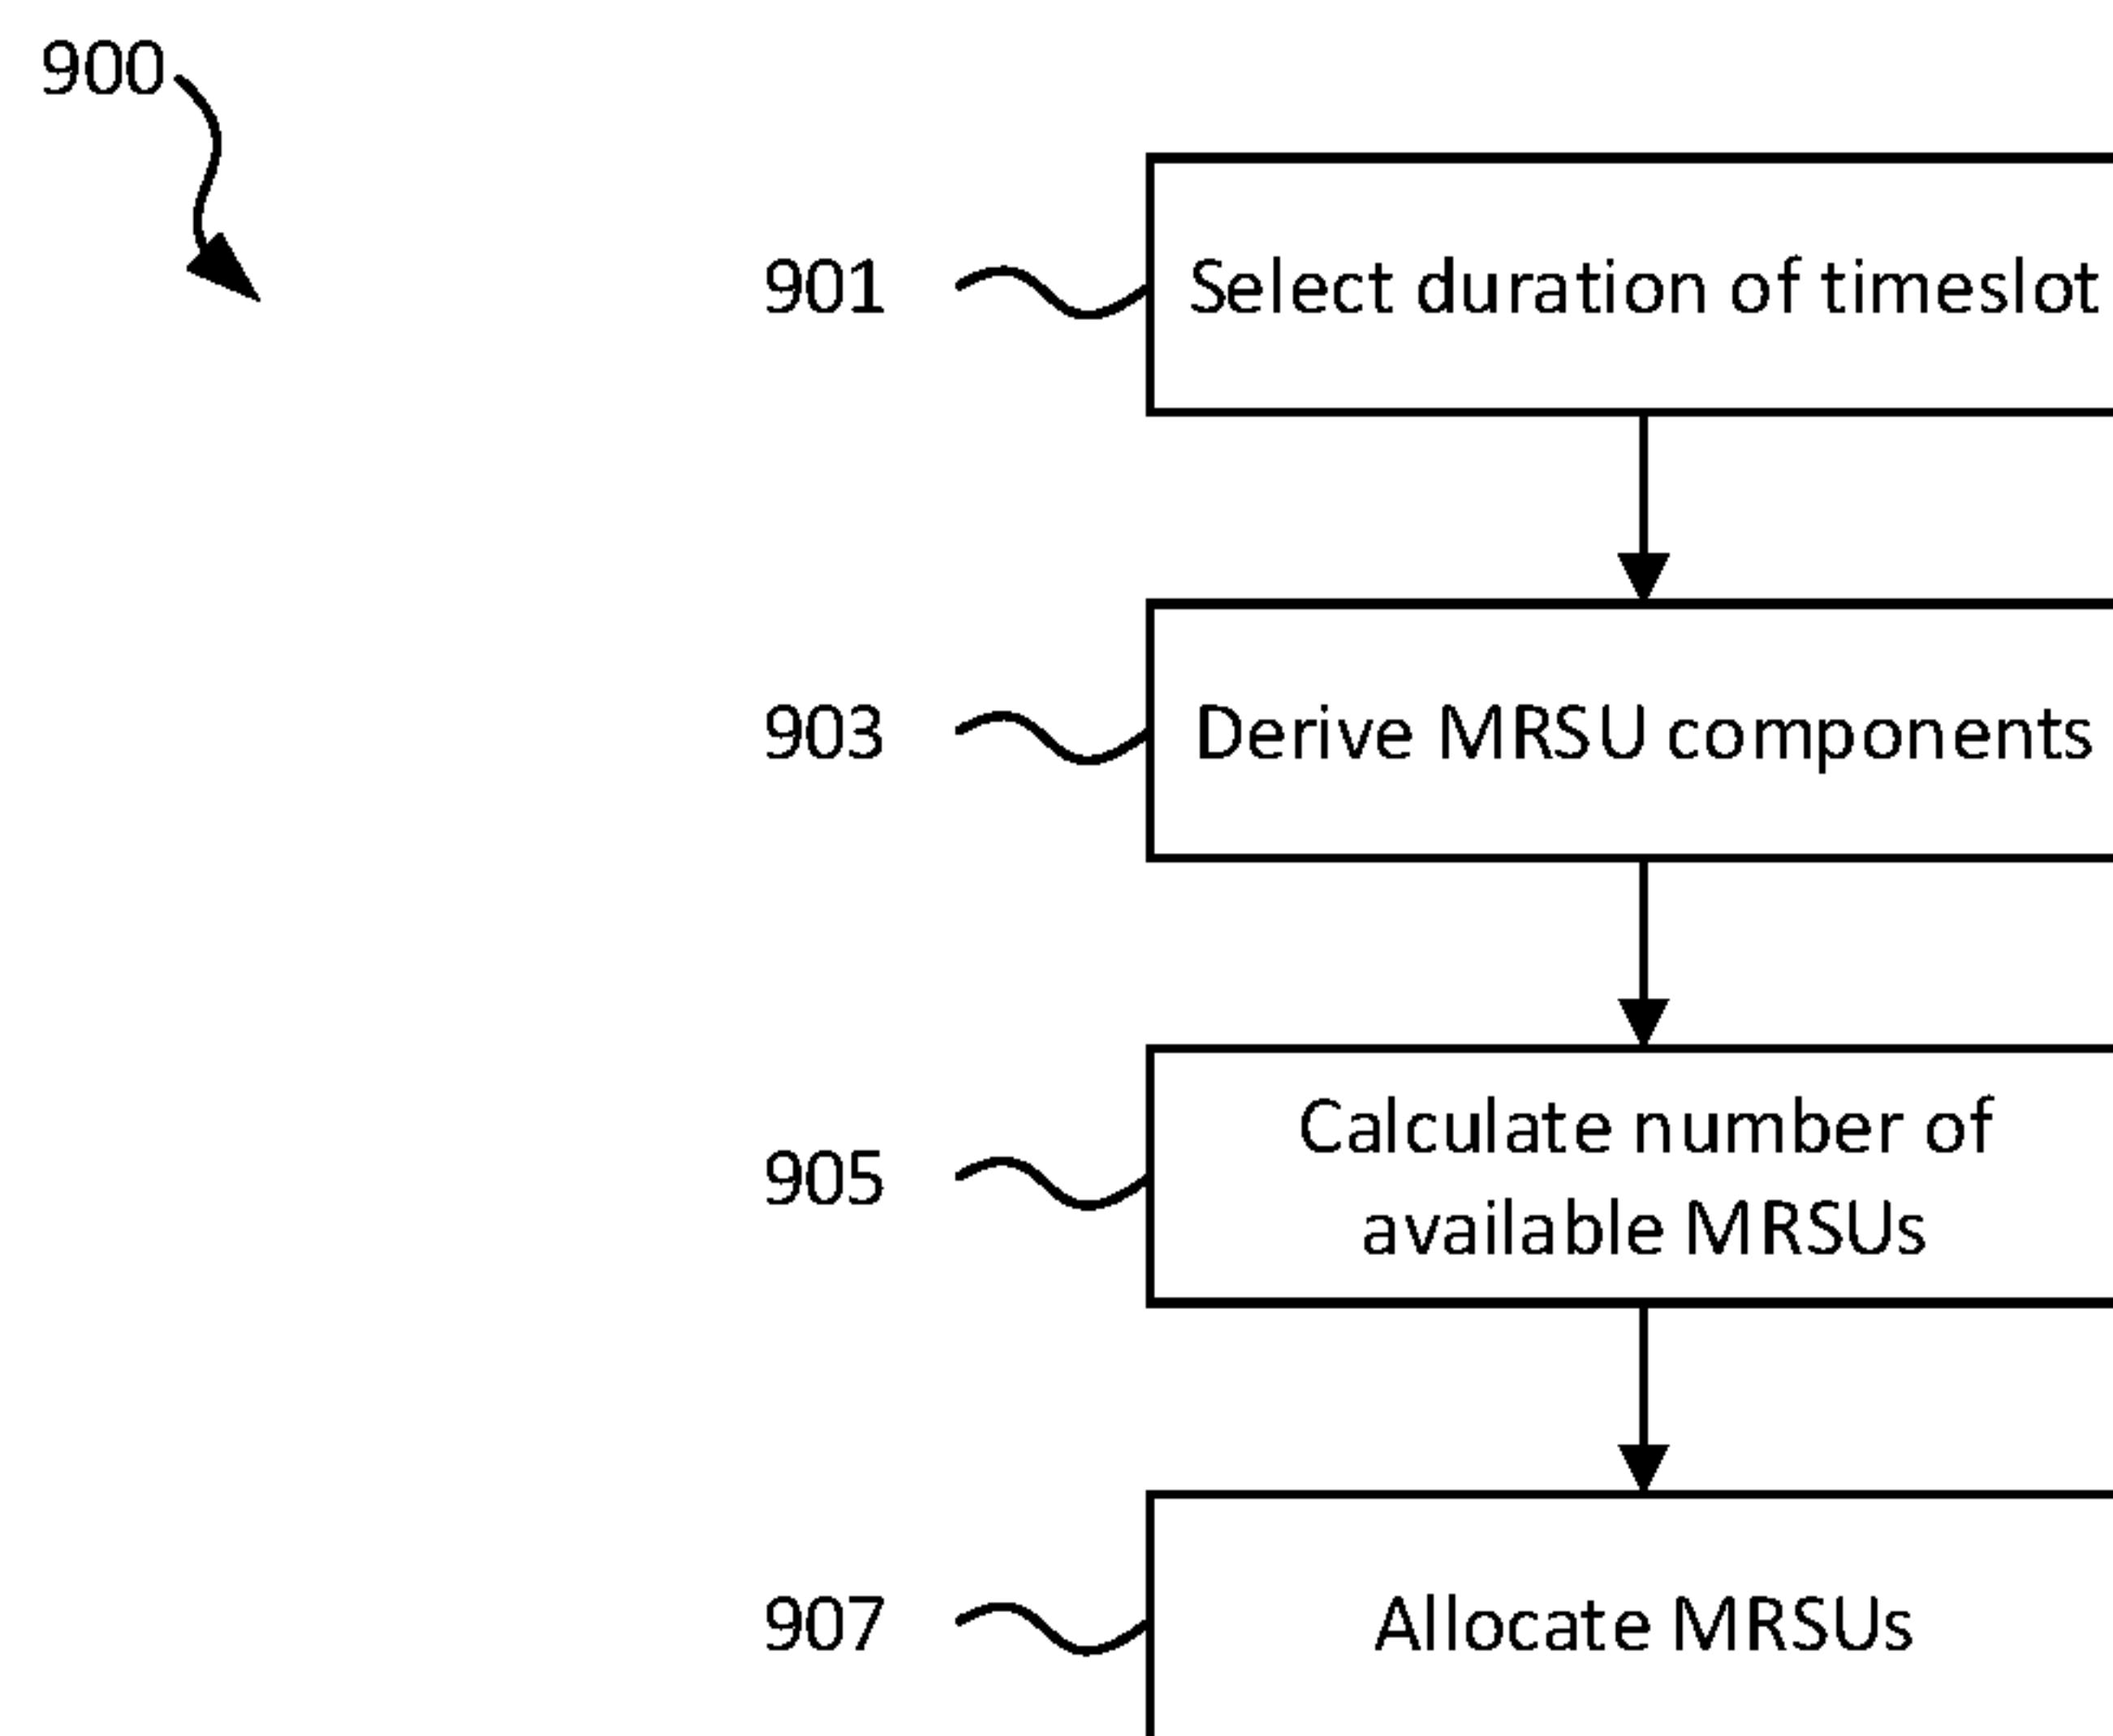 900
901
Select duration of timeslot
903
Derive MRSU components
905
Calculate number of
available MRSUs
907
Allocate MRSUs